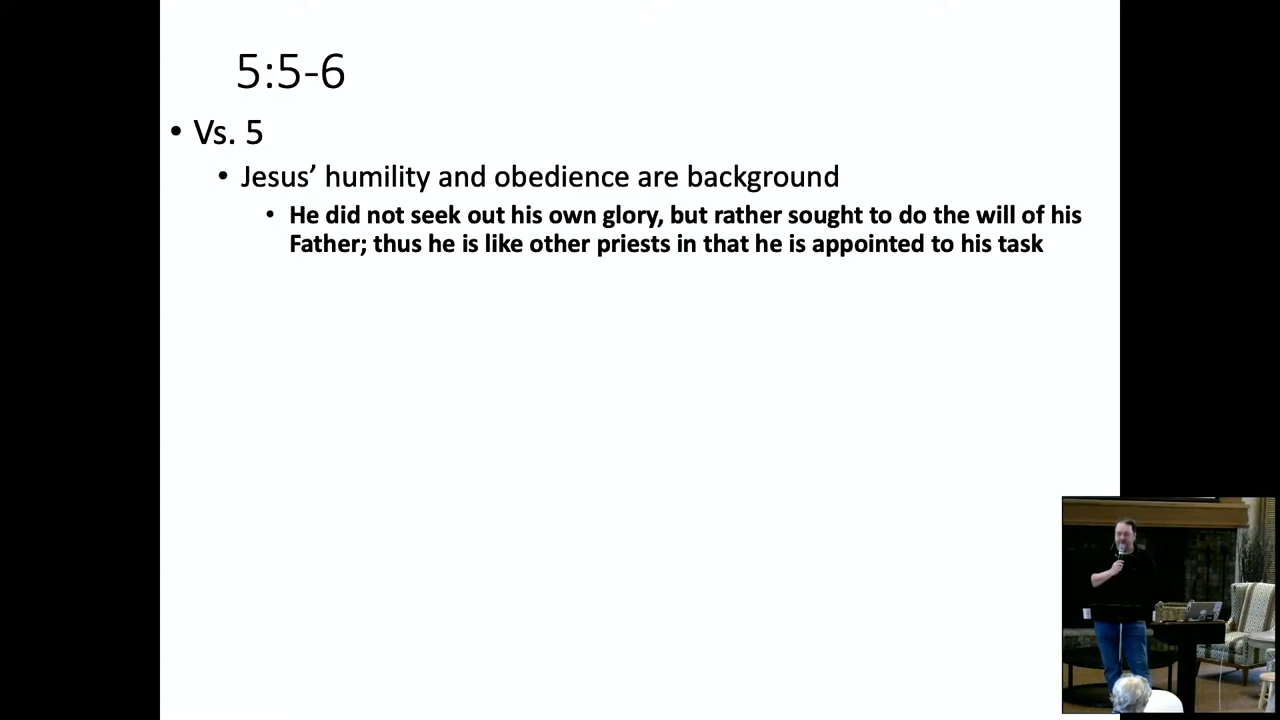 5:5-6
• Vs. 5
• Jesus’ humility and obedience are background
• He did not seek out his own glory, but rather sought to do the will of his
Father; thus he is like other priests in that he is appointed to his task